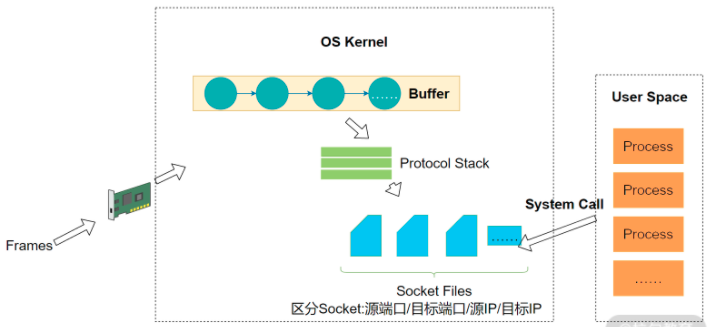 OS Kernel
......
Buffer
User Space
Process
Protocol Stack
Process
System Call
Process
Frames
......
......
Socket Files
区分Socket:源端口/目标端口/源IP/目标IP